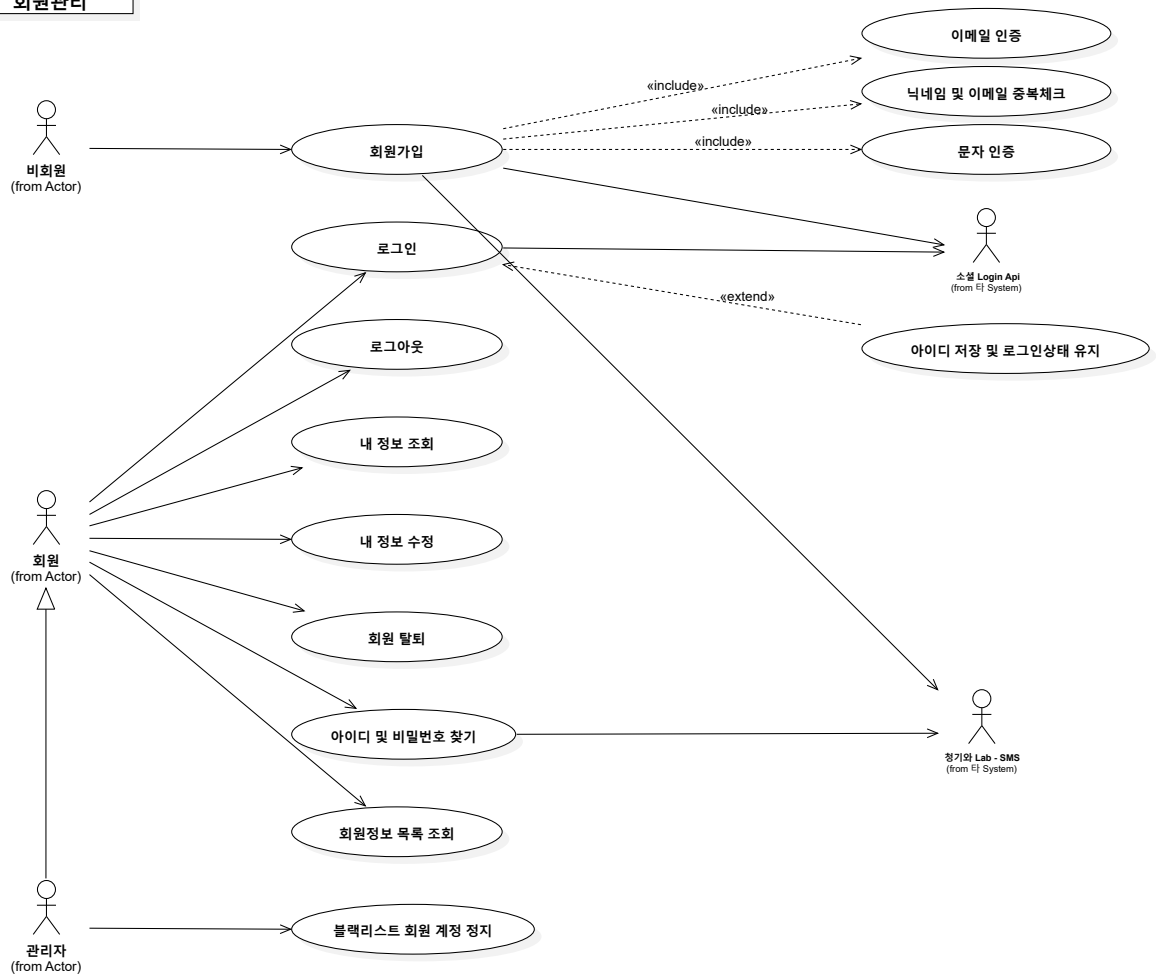 회원관리
이메일 인증
«include»
닉네임 및 이메일 중복체크
«include»
비회원
(from Actor)
회원가입
«include»
문자 인증
로그인
소셜 Login Api
(from 타 System)
«extend»
로그아웃
아이디 저장 및 로그인상태 유지
내 정보 조회
회원
(from Actor)
내 정보 수정
회원 탈퇴
아이디 및 비밀번호 찾기
청기와 Lab - SMS
(from 타 System)
회원정보 목록 조회
관리자
(from Actor)
블랙리스트 회원 계정 정지